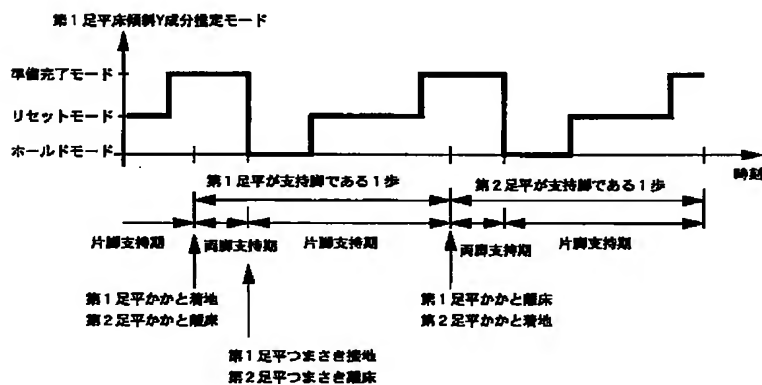 第1足平床傾斜Y成分推定モード
準備完了モード
リセットモード
ホールドモード
時刻
第1足平が支持脚である1歩
第2足平が支持脚である1歩
片脚支持期
両脚支持期
片脚支持期
両脚支持期
片脚支持期
第1足平かかと着地
第2足平かかと離床
第1足平かかと離床
第2足平かかと着地
第1足平つまさき接地
第2足平つまさき離床